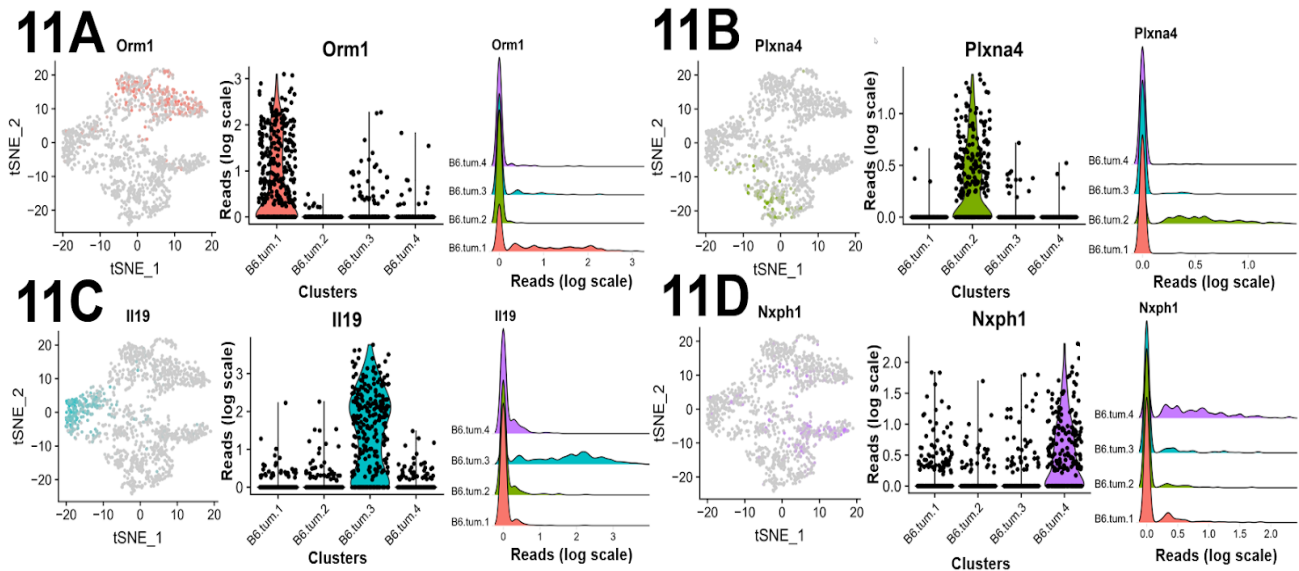 11A
Orm1
Orm1
Orm1
20
10
0
−10
−20
tSNE_2
−20 −10 0 10 20
tSNE_1
Reads (log scale)
3
2
1
0
B6.tum.1 B6.tum.2 B6.tum.3 B6.tum.4
Clusters
B6.tum.4
B6.tum.3
B6.tum.2
B6.tum.1
0 1 2 3
Reads (log scale)
11B
Plxna4
Plxna4
Plxna4
20
10
0
−10
−20
tSNE_2
−20 −10 0 10 20
tSNE_1
Reads (log scale)
1.0
0.5
0.0
B6.tum.1 B6.tum.2 B6.tum.3 B6.tum.4
Clusters
B6.tum.4
B6.tum.3
B6.tum.2
B6.tum.1
0.0 0.5 1.0
Reads (log scale)
11C
Il19
Il19
Il19
20
10
0
−10
−20
tSNE_2
−20 −10 0 10 20
tSNE_1
Reads (log scale)
3
2
1
0
B6.tum.1 B6.tum.2 B6.tum.3 B6.tum.4
Clusters
B6.tum.4
B6.tum.3
B6.tum.2
B6.tum.1
0 1 2 3
Reads (log scale)
11D
Nxph1
Nxph1
Nxph1
20
10
0
−10
−20
tSNE_2
−20 −10 0 10 20
tSNE_1
Reads (log scale)
2.0
1.5
1.0
0.5
0.0
B6.tum.1 B6.tum.2 B6.tum.3 B6.tum.4
Clusters
B6.tum.4
B6.tum.3
B6.tum.2
B6.tum.1
0.0 0.5 1.0 1.5 2.0
Reads (log scale)